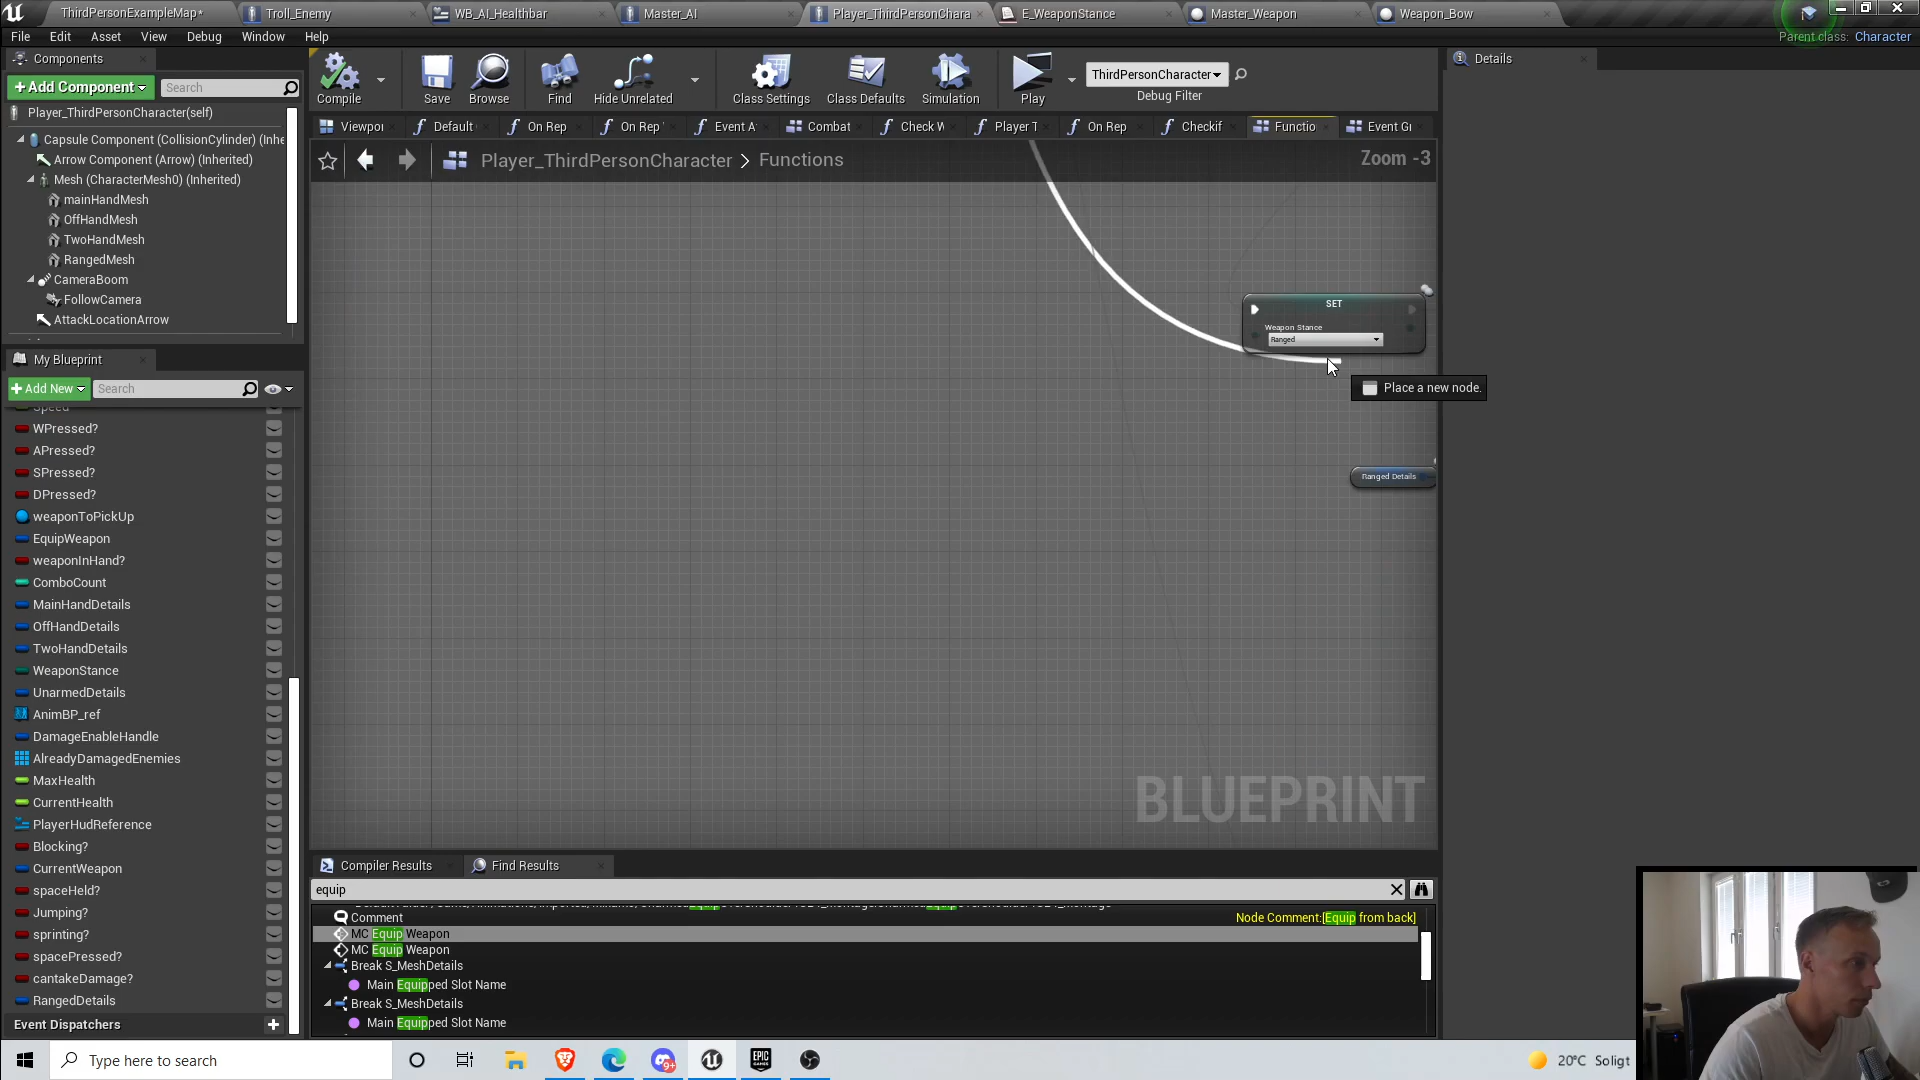 ThirdPersonExampleMap*
Troll_Enemy
WB_AI_Healthbar
Master_AI
Player_ThirdPersonChara
E_WeaponStance
Master_Weapon
Weapon_Bow
File Edit Asset View Debug Window Help
Parent class: Character
Components
+Add Component
Search
Player_ThirdPersonCharacter(self)
Capsule Component (CollisionCylinder) (Inhe
Arrow Component (Arrow) (Inherited)
Mesh (CharacterMesh0) (Inherited)
mainHandMesh
OffHandMesh
TwoHandMesh
RangedMesh
CameraBoom
FollowCamera
AttackLocationArrow
Compile
Save
Browse
Find
Hide Unrelated
Class Settings
Class Defaults
Simulation
Play
ThirdPersonCharacter
Debug Filter
Details
Viewpor
Default
On Rep
On Rep
Event A
Combat
Check W
Player T
On Rep
Checkif
Functio
Event Gr
Player_ThirdPersonCharacter > Functions
Zoom -3
SET
Weapon Stance
Ranged
Place a new node.
Ranged Details
BLUEPRINT
My Blueprint
+Add New
Search
Speed
WPressed?
APressed?
SPressed?
DPressed?
weaponToPickUp
EquipWeapon
weaponInHand?
ComboCount
MainHandDetails
OffHandDetails
TwoHandDetails
WeaponStance
UnarmedDetails
AnimBP_ref
DamageEnableHandle
AlreadyDamagedEnemies
MaxHealth
CurrentHealth
PlayerHudReference
Blocking?
CurrentWeapon
spaceHeld?
Jumping?
sprinting?
spacePressed?
cantakeDamage?
RangedDetails
Event Dispatchers
Compiler Results
Find Results
equip
Comment
Node Comment:[Equip from back]
MC Equip Weapon
MC Equip Weapon
Break S_MeshDetails
Main Equipped Slot Name
Break S_MeshDetails
Main Equipped Slot Name
Type here to search
9+
EPIC GAMES
20°C Soligt